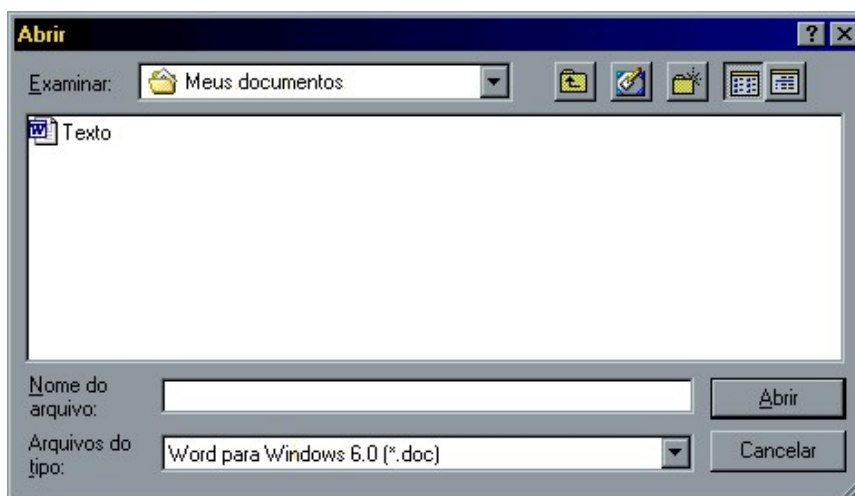 Abrir
Examinar:
Meus documentos
Texto
Nome do
arquivo:
Abrir
Arquivos do
tipo:
Word para Windows 6.0 (*.doc)
Cancelar